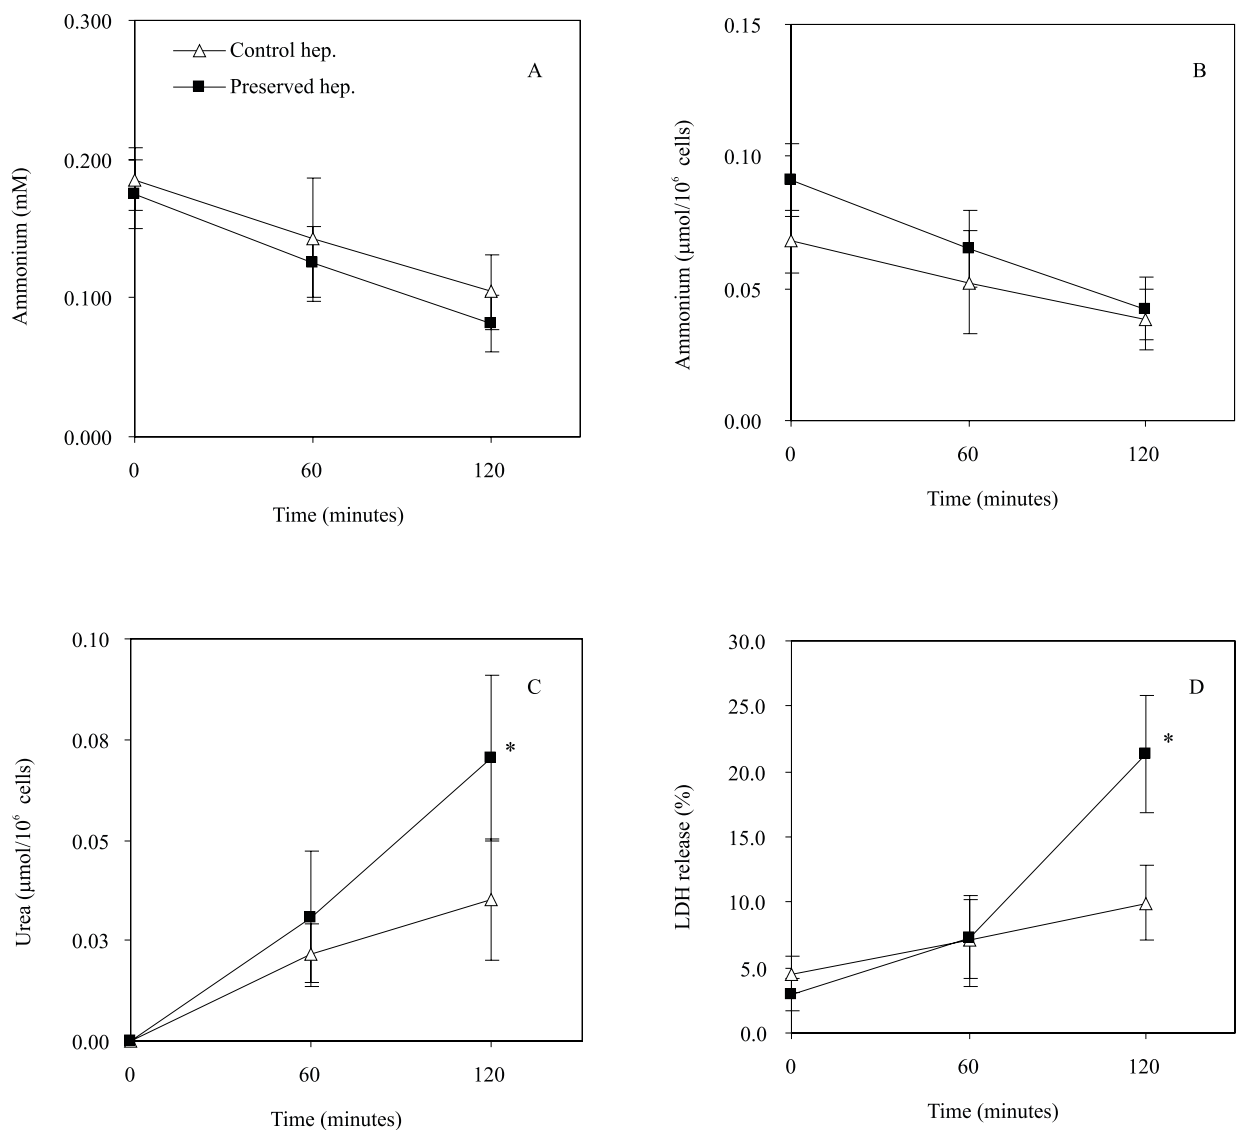 0.300
0.200
0.100
0.000
Ammonium (mM)
Control hep.
Preserved hep.
A
0
60
120
Time (minutes)
0.15
0.10
0.05
0.00
Ammonium (µmol/10⁶ cells)
B
0
60
120
Time (minutes)
0.10
0.08
0.05
0.03
0.00
Urea (µmol/10⁶ cells)
C
*
0
60
120
Time (minutes)
30.0
25.0
20.0
15.0
10.0
5.0
0.0
LDH release (%)
D
*
0
60
120
Time (minutes)